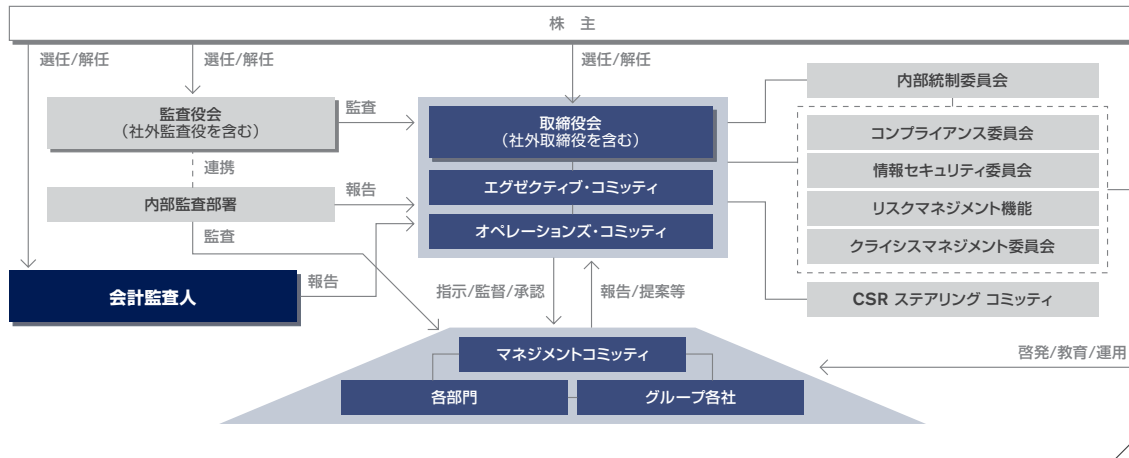 株 主
選任/解任
選任/解任
選任/解任
監査役会
（社外監査役を含む）
監査
取締役会
（社外取締役を含む）
内部統制委員会
コンプライアンス委員会
連携
エグゼクティブ・コミッティ
情報セキュリティ委員会
内部監査部署
報告
オペレーションズ・コミッティ
リスクマネジメント機能
監査
クライシスマネジメント委員会
会計監査人
報告
指示/監督/承認
報告/提案等
CSR ステアリング コミッティ
マネジメントコミッティ
啓発/教育/運用
各部門
グループ各社